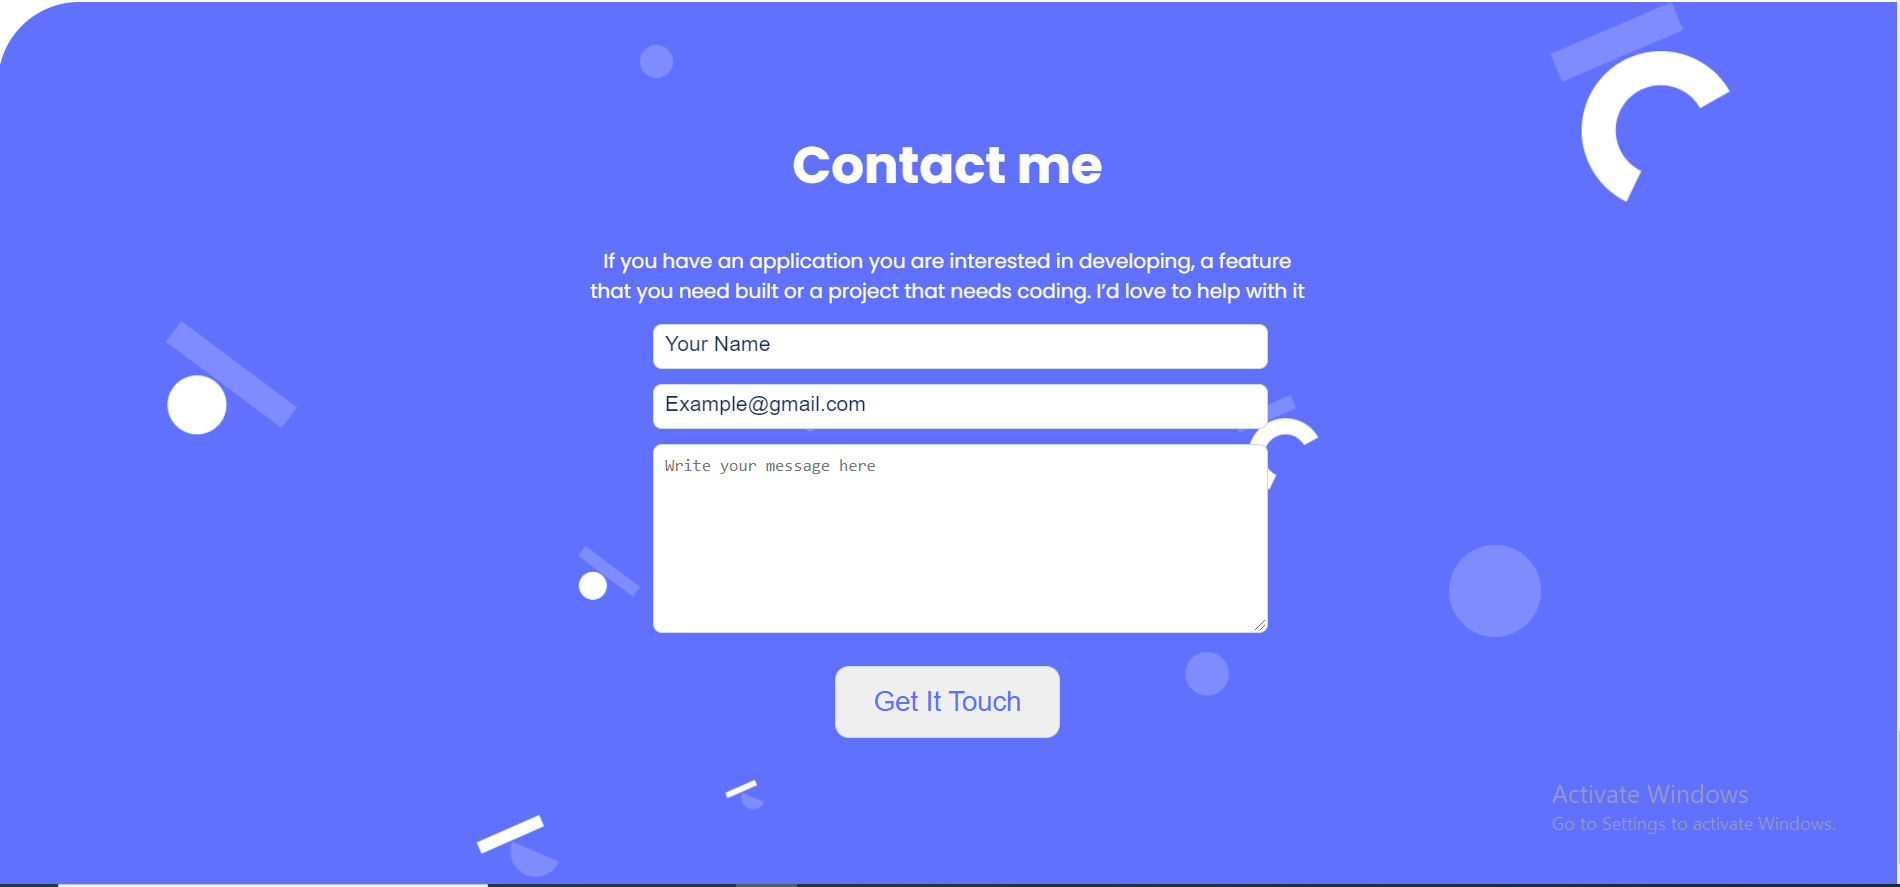 Contact me
If you have an application you are interested in developing, a feature
that you need built or a project that needs coding. I’d love to help with it
Your Name
Example@gmail.com
Write your message here
Get It Touch
Activate Windows
Go to Settings to activate Windows.